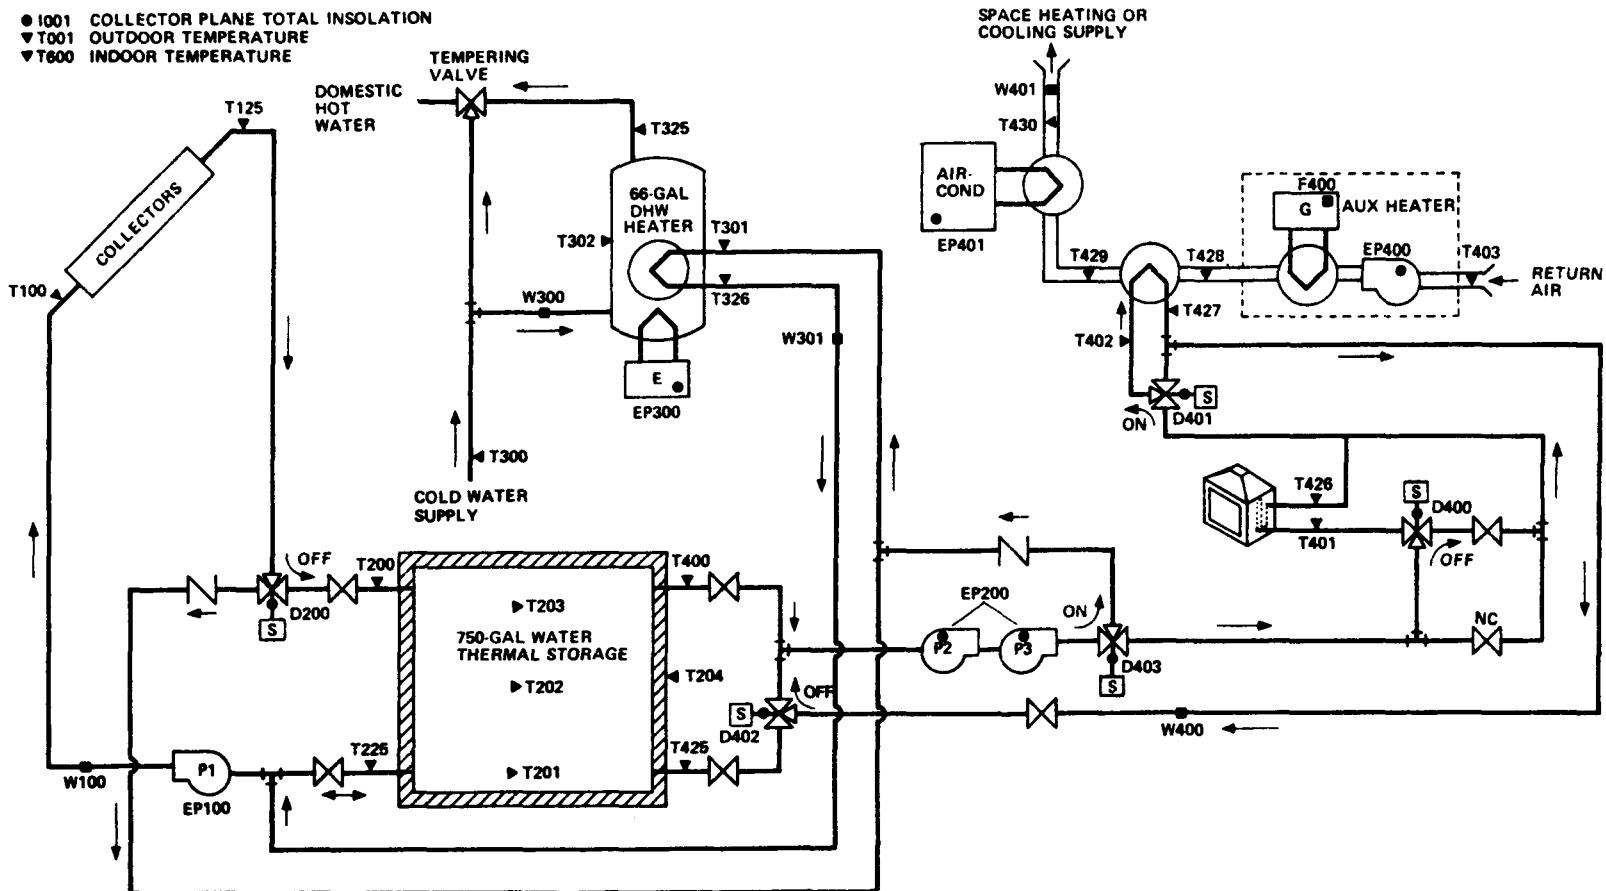 ● I001 COLLECTOR PLANE TOTAL INSOLATION
▼ T001 OUTDOOR TEMPERATURE
▼ T600 INDOOR TEMPERATURE
SPACE HEATING OR
COOLING SUPPLY
TEMPERING
VALVE
DOMESTIC
HOT
WATER
T125
T325
W401
T430
COLLECTORS
66-GAL
DHW
HEATER
T302
T301
T326
AIR-
COND
EP401
F400
G
AUX HEATER
EP400
T403
T429
T428
RETURN
AIR
T100
W300
W301
T427
T402
E
EP300
S
D401
ON
T300
COLD WATER
SUPPLY
T426
T401
S
D400
OFF
OFF
T200
D200
S
T400
T203
750-GAL WATER
THERMAL STORAGE
T204
T202
EP200
P2
P3
ON
D403
S
NC
OFF
S
D402
W400
T225
T425
T201
W100
P1
EP100